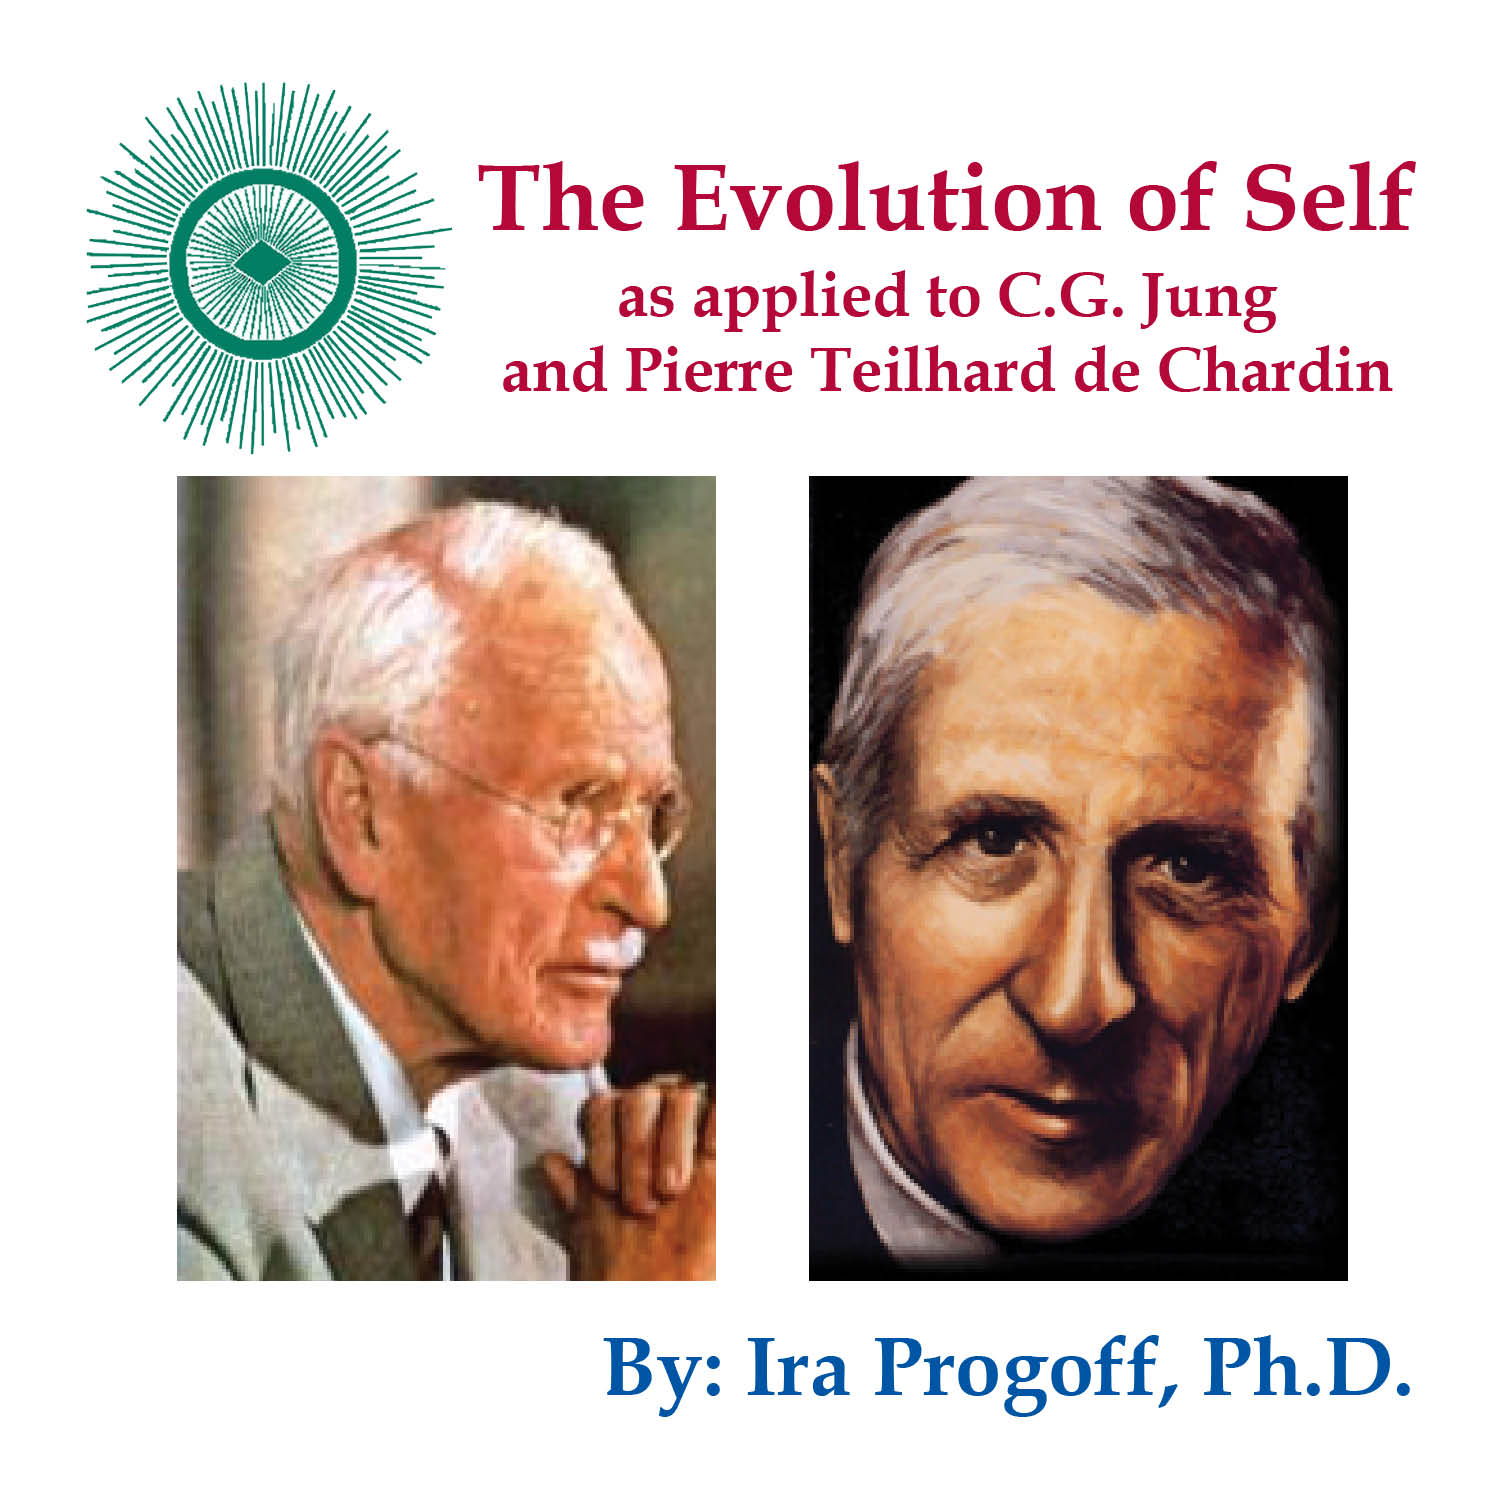 The Evolution of Self
as applied to C.G. Jung
and Pierre Teilhard de Chardin
By: Ira Progoff, Ph.D.